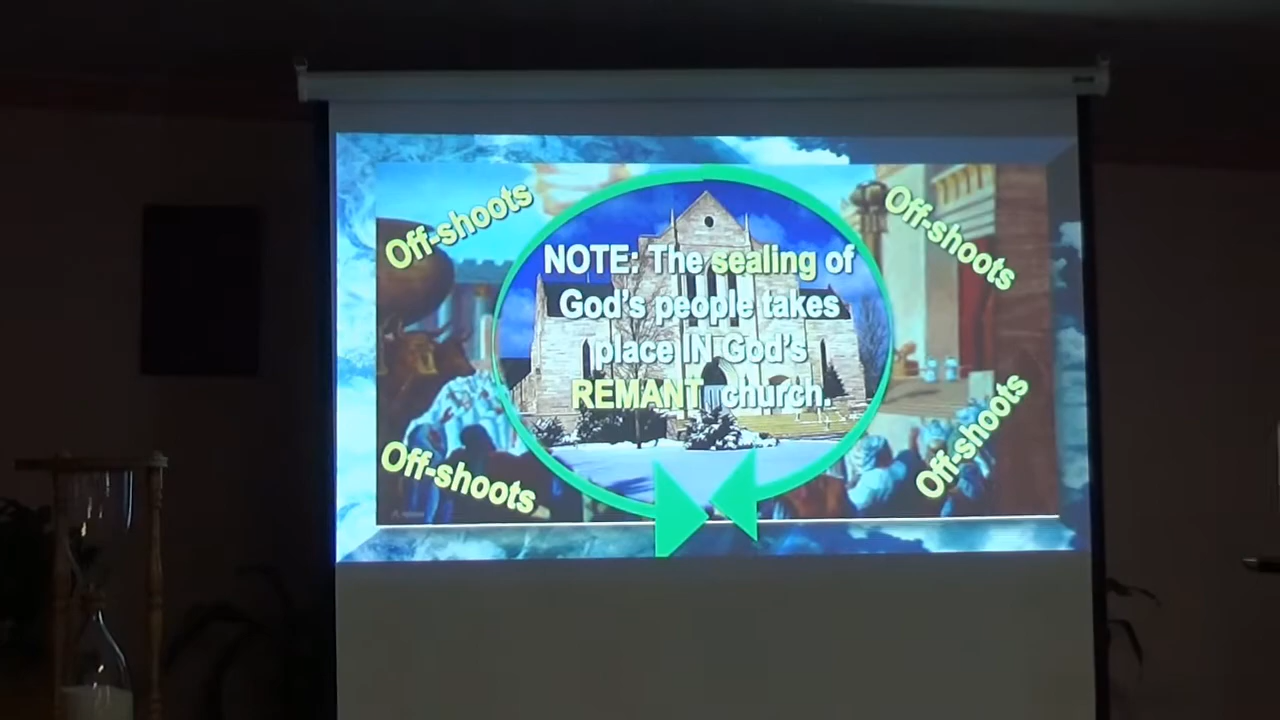 Off-shoots
Off-shoots
NOTE: The sealing of
God's people takes
place IN God's
REMANT church.
Off-shoots
Off-shoots